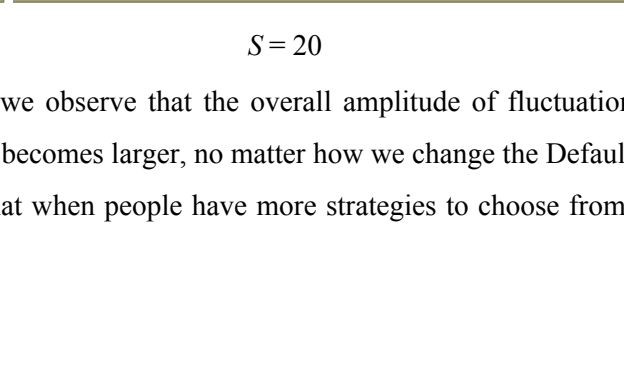 S = 20
we observe that the overall amplitude of fluctuation
becomes larger, no matter how we change the Defaul
at when people have more strategies to choose from